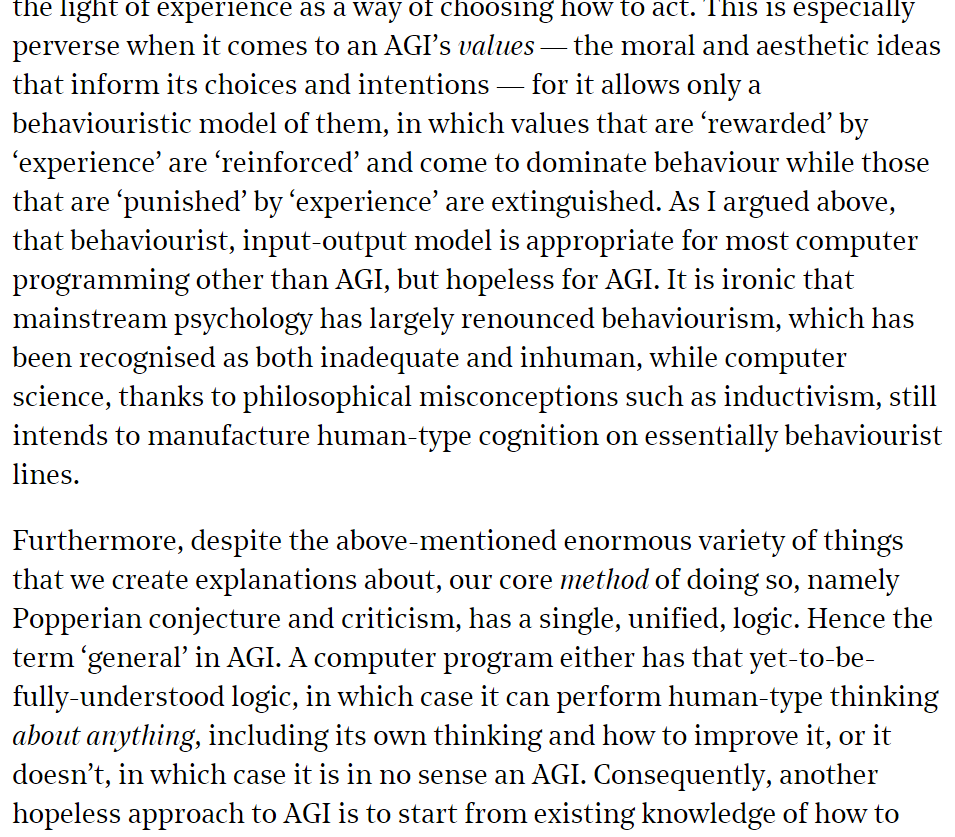 the light of experience as a way of choosing how to act. This is especially
perverse when it comes to an AGI’s values — the moral and aesthetic ideas
that inform its choices and intentions — for it allows only a
behaviouristic model of them, in which values that are ‘rewarded’ by
‘experience’ are ‘reinforced’ and come to dominate behaviour while those
that are ‘punished’ by ‘experience’ are extinguished. As I argued above,
that behaviourist, input-output model is appropriate for most computer
programming other than AGI, but hopeless for AGI. It is ironic that
mainstream psychology has largely renounced behaviourism, which has
been recognised as both inadequate and inhuman, while computer
science, thanks to philosophical misconceptions such as inductivism, still
intends to manufacture human-type cognition on essentially behaviourist
lines.
Furthermore, despite the above-mentioned enormous variety of things
that we create explanations about, our core method of doing so, namely
Popperian conjecture and criticism, has a single, unified, logic. Hence the
term ‘general’ in AGI. A computer program either has that yet-to-be-
fully-understood logic, in which case it can perform human-type thinking
about anything, including its own thinking and how to improve it, or it
doesn’t, in which case it is in no sense an AGI. Consequently, another
hopeless approach to AGI is to start from existing knowledge of how to